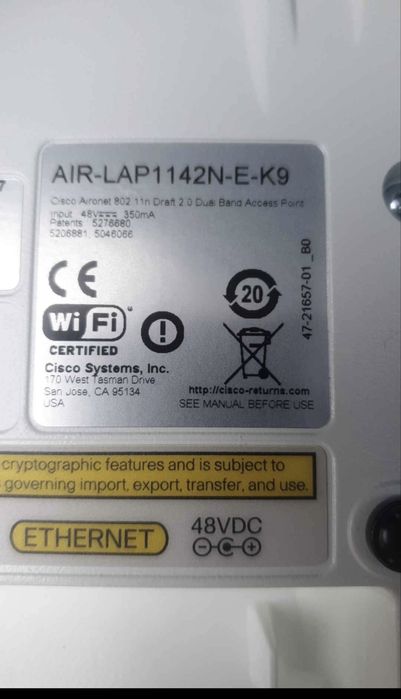 AIR-LAP1142N-E-K9
Cisco Aironet 802.11n Draft 2.0 Dual Band Access Point
Input 48V 350mA
Patents 5276680
5206881 5046066
CE
Wi Fi
CERTIFIED
20
47-21657-01 _B0
Cisco Systems, Inc.
170 West Tasman Drive
San Jose, CA 95134
USA
http://cisco-returns.com
SEE MANUAL BEFORE USE
cryptographic features and is subject to
governing import, export, transfer, and use.
ETHERNET
48VDC